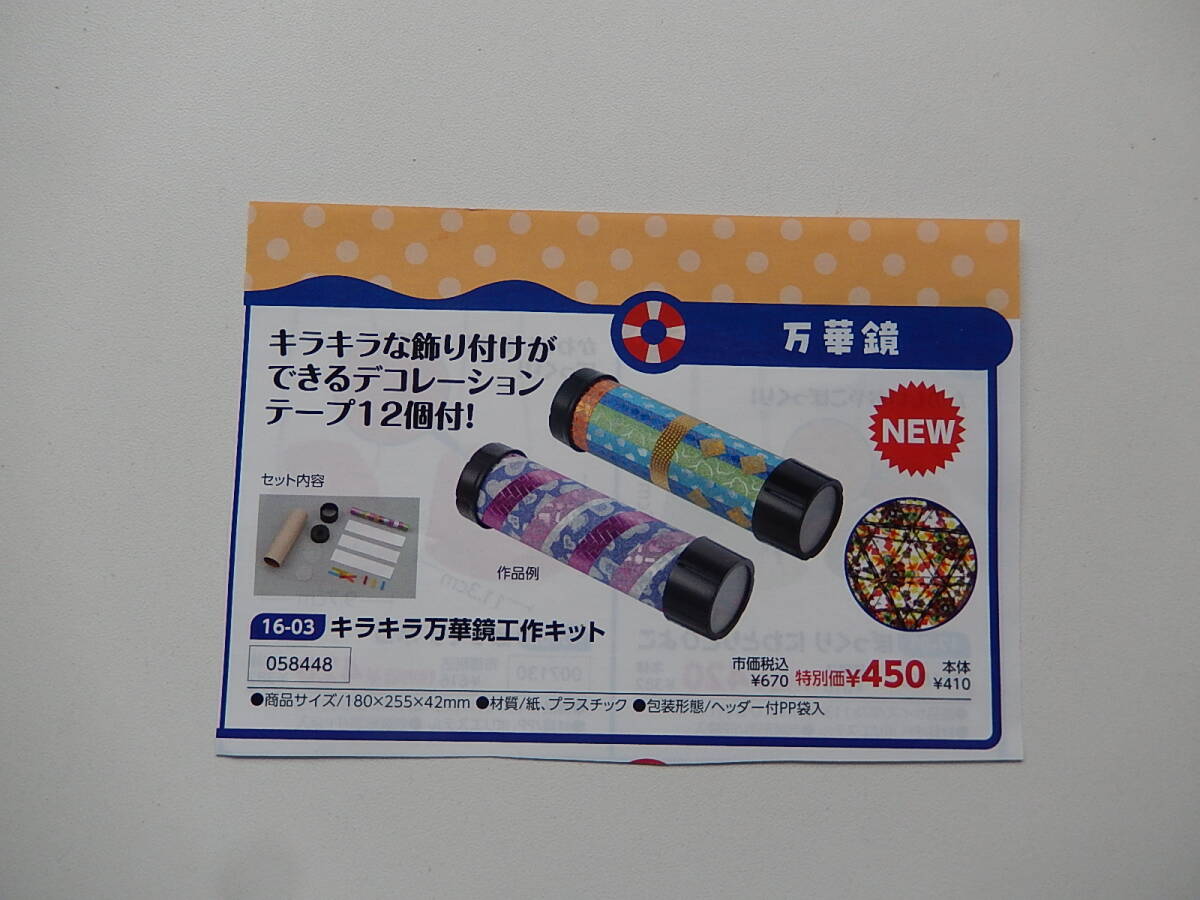 万華鏡
キラキラな飾り付けが
できるデコレーション
テープ12個付!
NEW
セット内容
作品例
16-03 キラキラ万華鏡工作キット
058448
市価税込
¥670
特別価¥450
本体
¥410
●商品サイズ/180×255×42mm ●材質/紙、プラスチック ●包装形態/ヘッダー付PP袋入